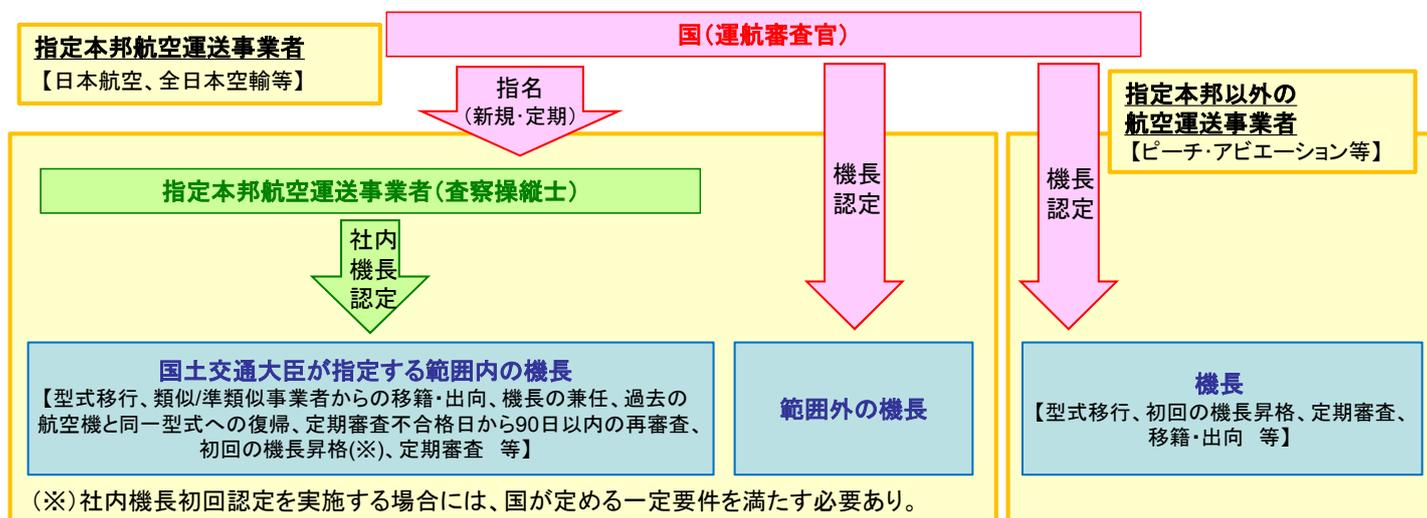 国(運航審査官)
指定本邦航空運送事業者
【日本航空、全日本空輸等】
指名
(新規・定期)
指定本邦航空運送事業者(査察操縦士)
社内
機長
認定
国土交通大臣が指定する範囲内の機長
【型式移行、類似/準類似事業者からの移籍・出向、機長の兼任、過去の
航空機と同一型式への復帰、定期審査不合格日から90日以内の再審査、
初回の機長昇格(※)、定期審査 等】
機長
認定
範囲外の機長
(※)社内機長初回認定を実施する場合には、国が定める一定要件を満たす必要あり。
指定本邦以外の
航空運送事業者
【ピーチ・アビエーション等】
機長
認定
機長
【型式移行、初回の機長昇格、定期審査、
移籍・出向 等】